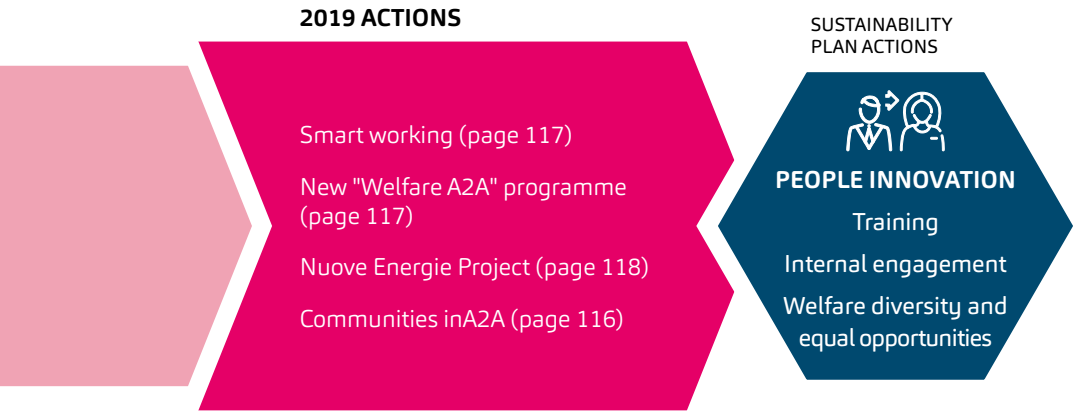 2019 ACTIONS
Smart working (page 117)
New "Welfare A2A" programme
(page 117)
Nuove Energie Project (page 118)
Communities inA2A (page 116)
SUSTAINABILITY
PLAN ACTIONS
PEOPLE INNOVATION
Training
Internal engagement
Welfare diversity and
equal opportunities